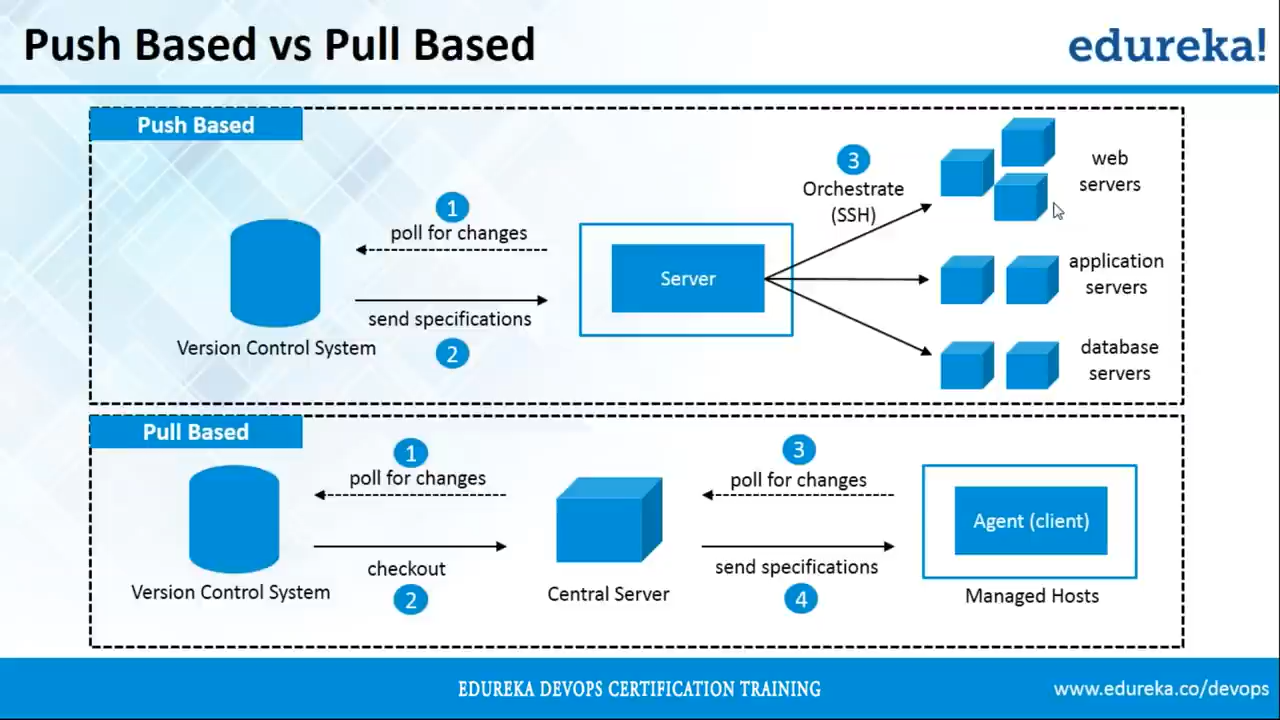 Push Based vs Pull Based
edureka!
Push Based
1
poll for changes
send specifications
2
Version Control System
Server
3
Orchestrate
(SSH)
web
servers
application
servers
database
servers
Pull Based
1
poll for changes
checkout
2
Version Control System
Central Server
3
poll for changes
send specifications
4
Agent (client)
Managed Hosts
EDUREKA DEVOPS CERTIFICATION TRAINING
www.edureka.co/devops